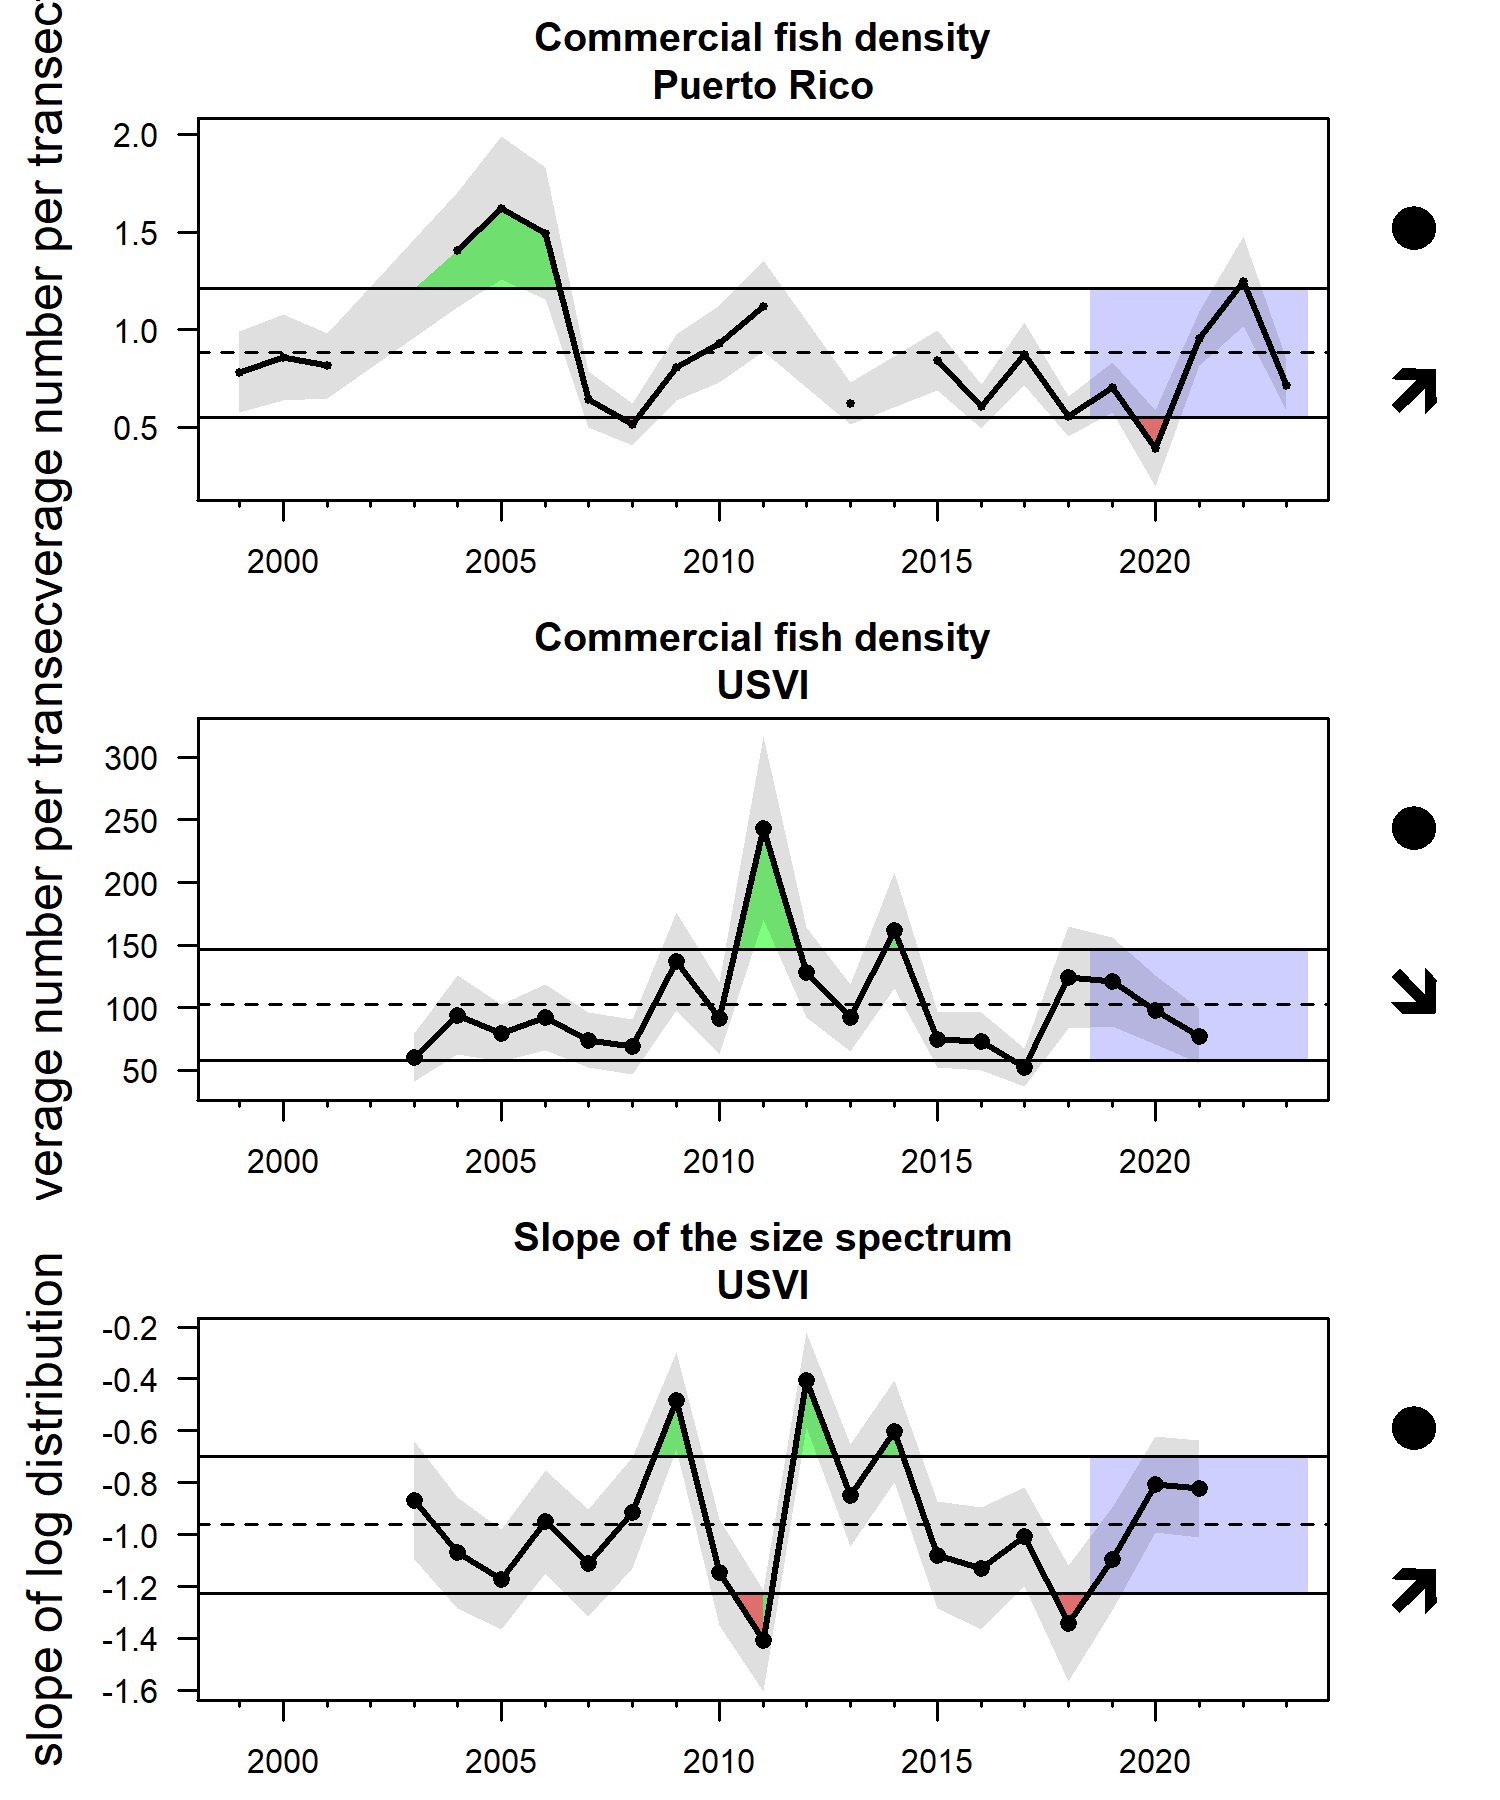 Commercial fish density
Puerto Rico
verage number per transec
2.0
1.5
1.0
0.5
2000 2005 2010 2015 2020
Commercial fish density
USVI
verage number per transec
300
250
200
150
100
50
2000 2005 2010 2015 2020
Slope of the size spectrum
USVI
slope of log distribution
-0.2
-0.4
-0.6
-0.8
-1.0
-1.2
-1.4
-1.6
2000 2005 2010 2015 2020